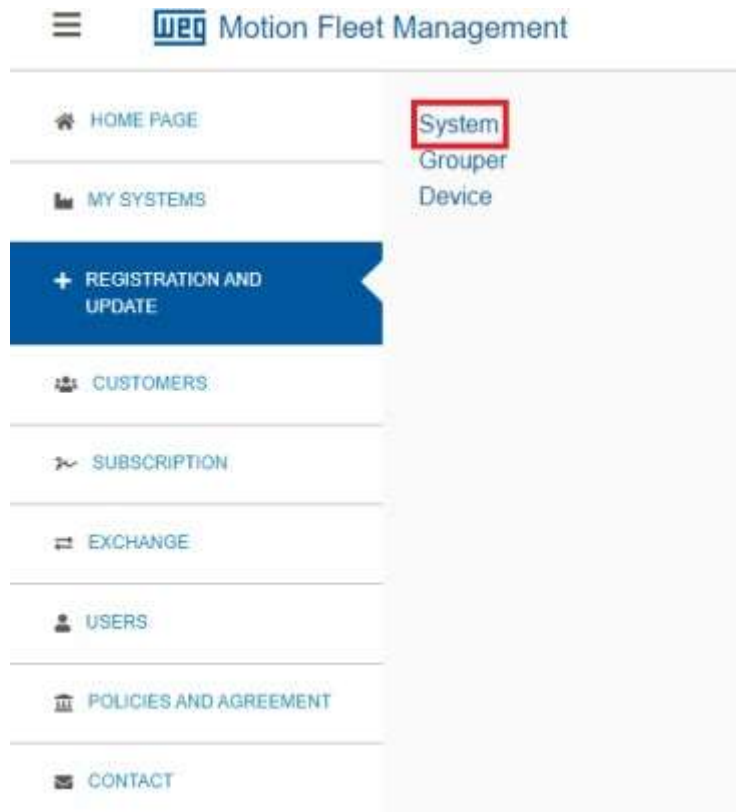 WEG Motion Fleet Management
HOME PAGE
MY SYSTEMS
REGISTRATION AND
UPDATE
CUSTOMERS
SUBSCRIPTION
EXCHANGE
USERS
POLICIES AND AGREEMENT
CONTACT
System
Grouper
Device